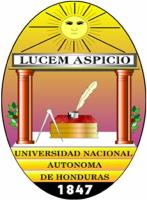 LUCEM ASPICIO
UNIVERSIDAD NACIONAL
AUTONOMA
DE HONDURAS
1847